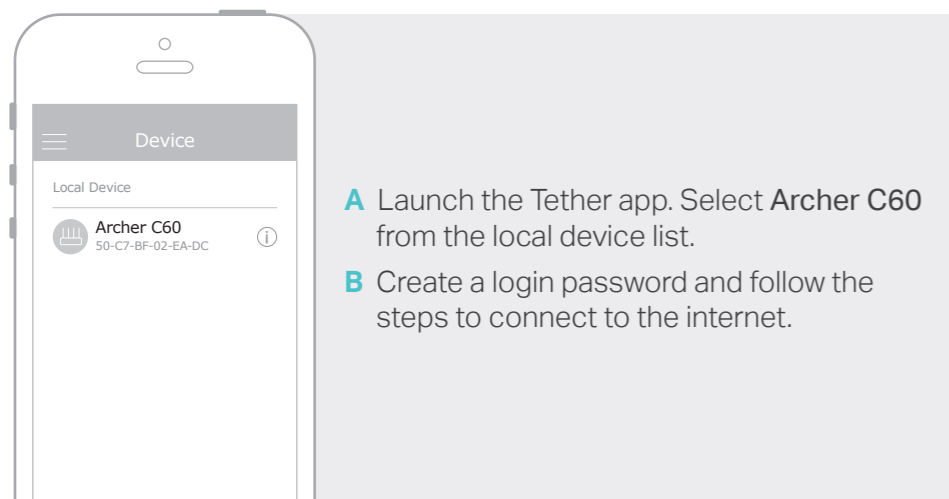 Device
Local Device
Archer C60
50-C7-BF-02-EA-DC
A Launch the Tether app. Select Archer C60
from the local device list.
B Create a login password and follow the
steps to connect to the internet.